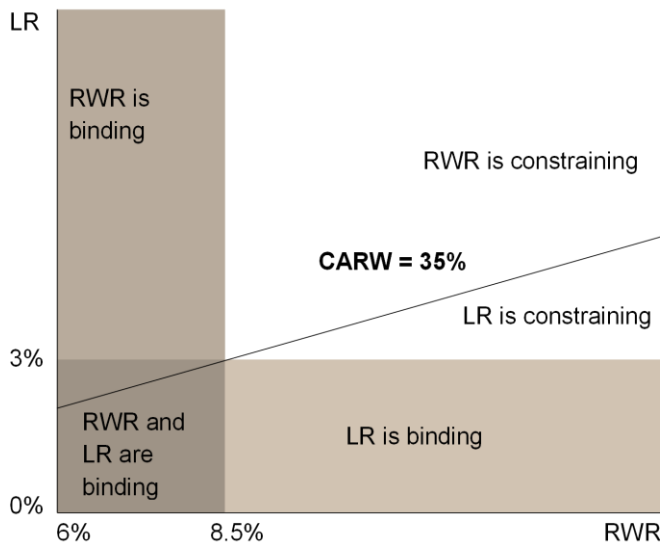 LR
RWR is
binding
RWR is constraining
CARW = 35%
LR is constraining
3%
RWR and
LR are
binding
LR is binding
0%
6%
8.5%
RWR